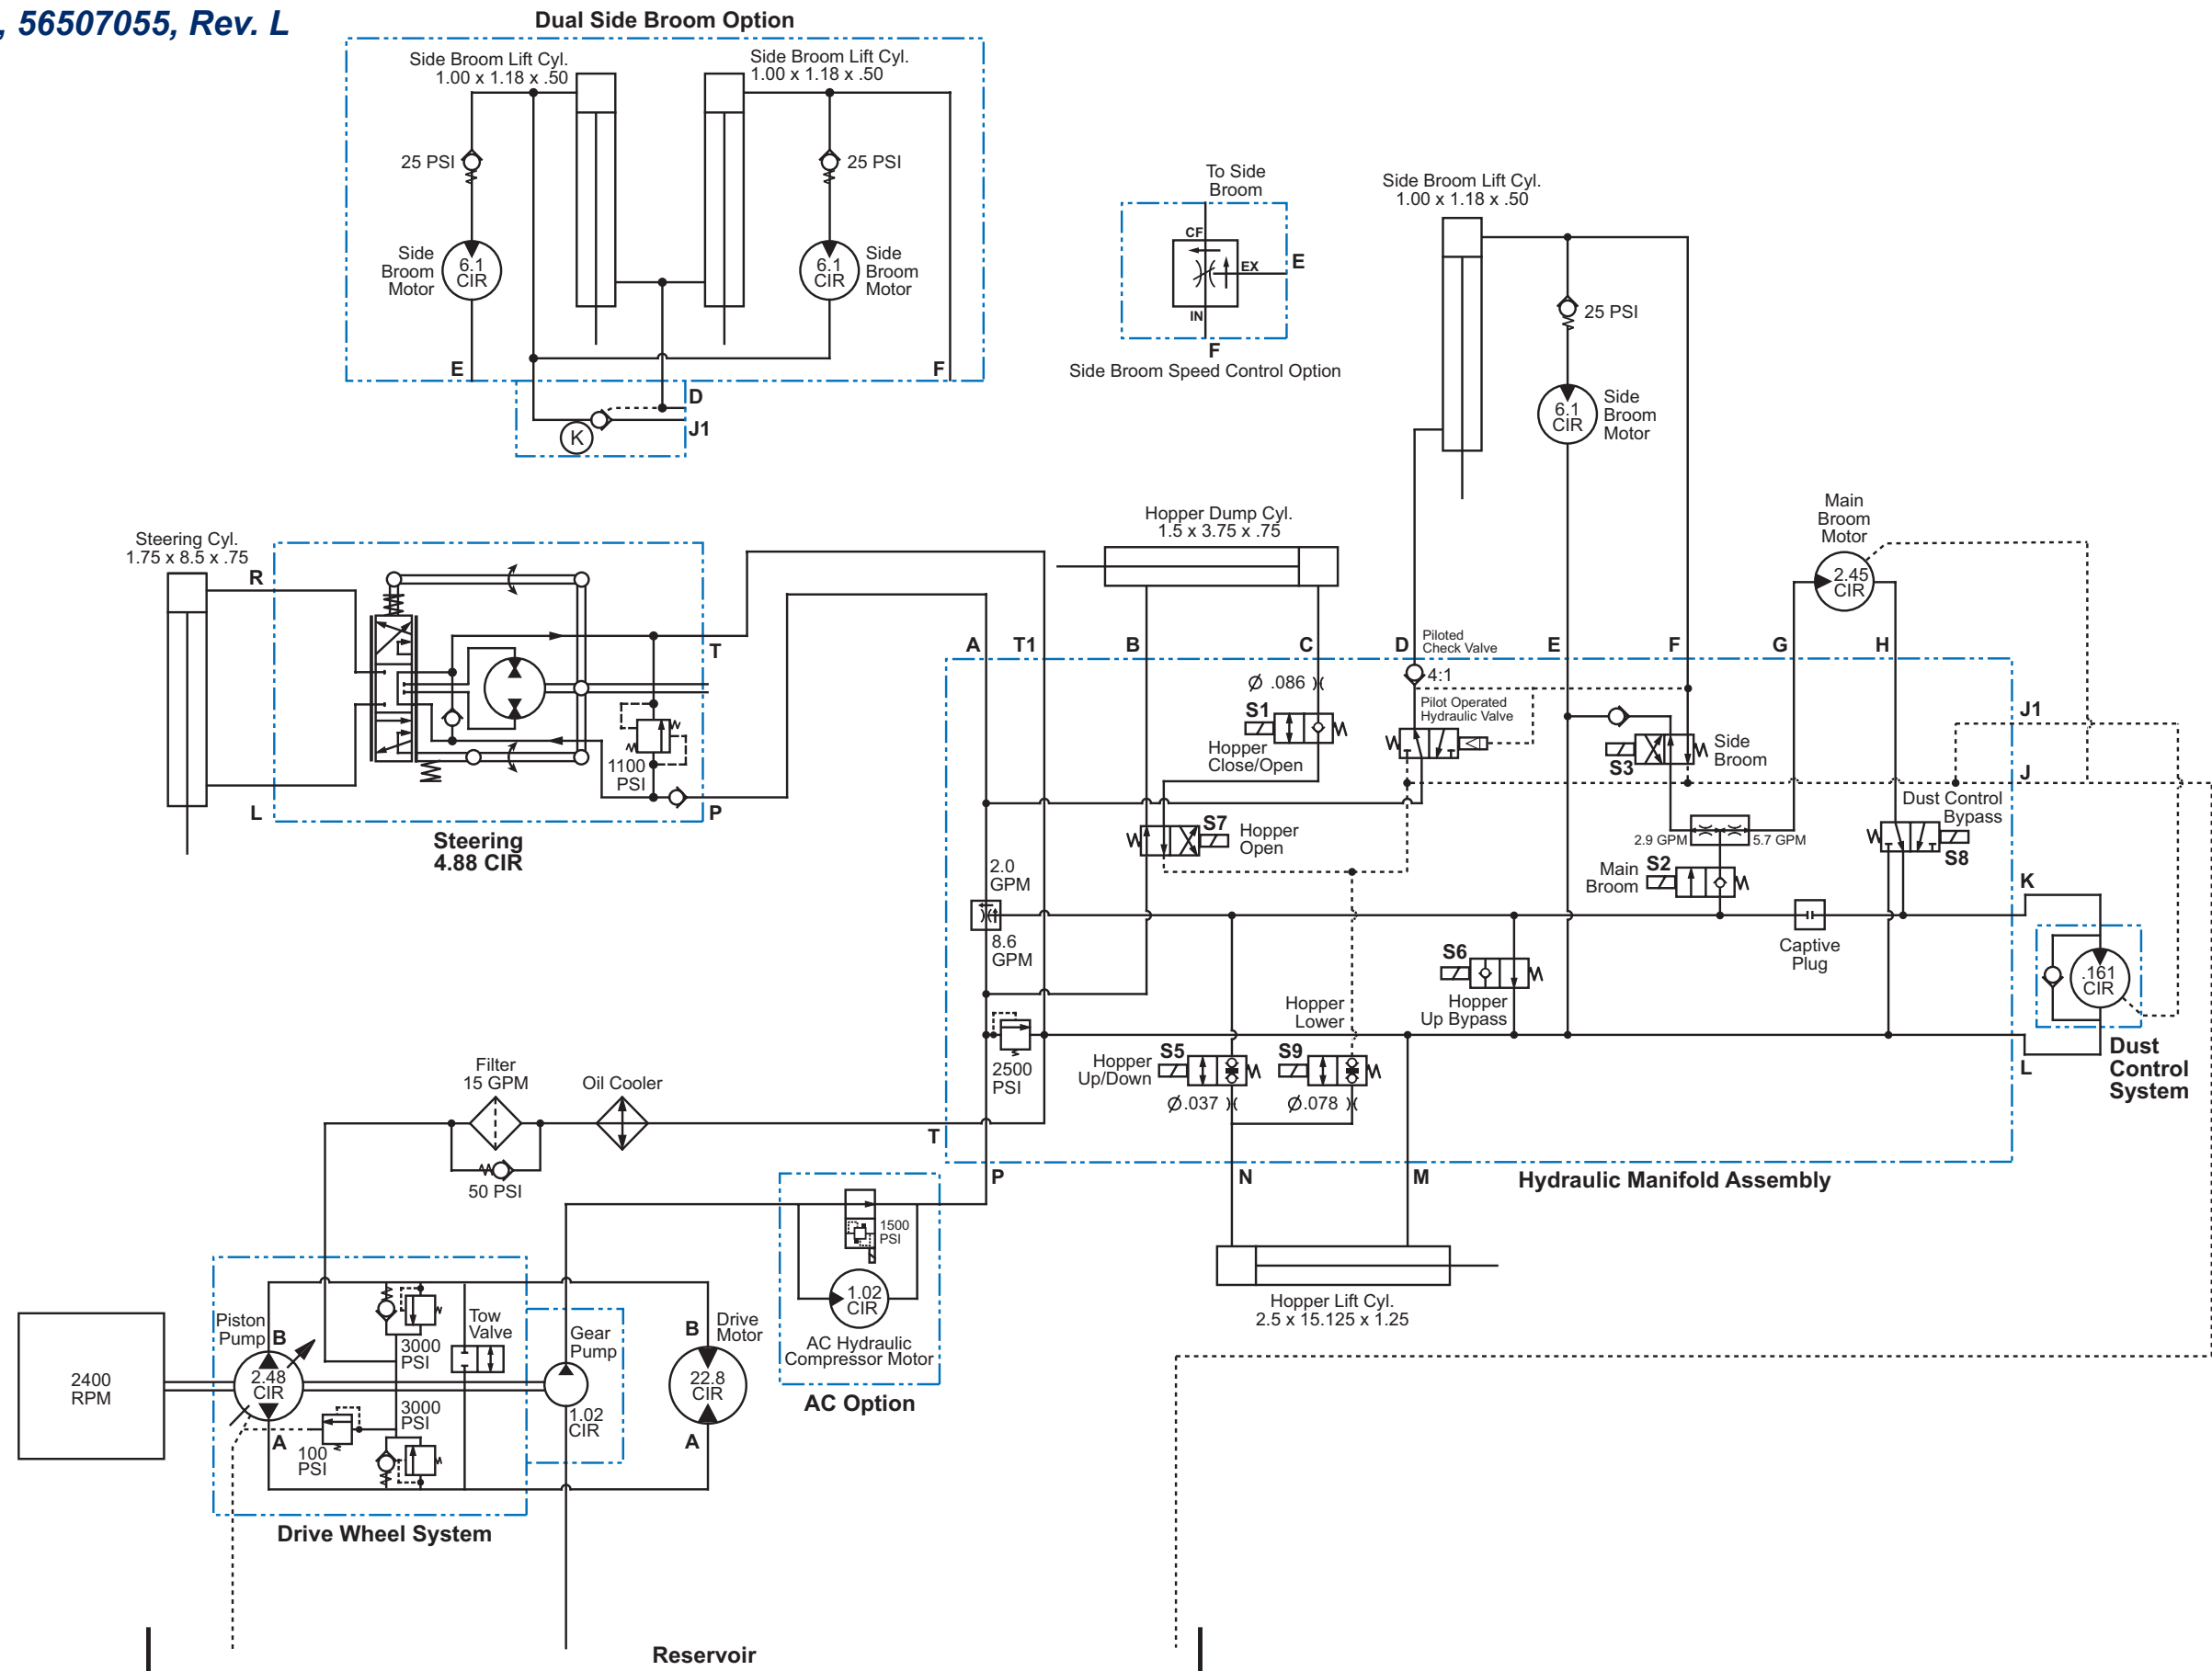 , 56507055, Rev. L
Dual Side Broom Option
Side Broom Lift Cyl.
1.00 x 1.18 x .50
Side Broom Lift Cyl.
1.00 x 1.18 x .50
25 PSI
25 PSI
Side
Broom
Motor
6.1
CIR
6.1
CIR
Side
Broom
Motor
E
F
D
J1
K
To Side
Broom
CF
EX
E
IN
F
Side Broom Speed Control Option
Side Broom Lift Cyl.
1.00 x 1.18 x .50
25 PSI
6.1
CIR
Side
Broom
Motor
Main
Broom
Motor
2.45
CIR
Hopper Dump Cyl.
1.5 x 3.75 x .75
Steering Cyl.
1.75 x 8.5 x .75
R
L
T
P
1100
PSI
Steering
4.88 CIR
A
T1
B
C
D
Piloted
Check Valve
E
F
G
H
4:1
Ø .086
S1
Hopper
Close/Open
Pilot Operated
Hydraulic Valve
S3
Side
Broom
J1
J
Dust Control
Bypass
S8
S7
Hopper
Open
2.9 GPM
5.7 GPM
S2
Main
Broom
2.0
GPM
8.6
GPM
K
Captive
Plug
S6
Hopper
Up Bypass
.161
CIR
Hopper
Lower
L
Dust
Control
System
2500
PSI
Hopper
Up/Down
S5
S9
Ø.037
Ø.078
Filter
15 GPM
Oil Cooler
50 PSI
T
P
N
M
Hydraulic Manifold Assembly
1500
PSI
1.02
CIR
AC Hydraulic
Compressor Motor
AC Option
Hopper Lift Cyl.
2.5 x 15.125 x 1.25
2400
RPM
Piston
Pump
B
2.48
CIR
A
3000
PSI
3000
PSI
100
PSI
Tow
Valve
Gear
Pump
1.02
CIR
B
Drive
Motor
22.8
CIR
A
Drive Wheel System
Reservoir